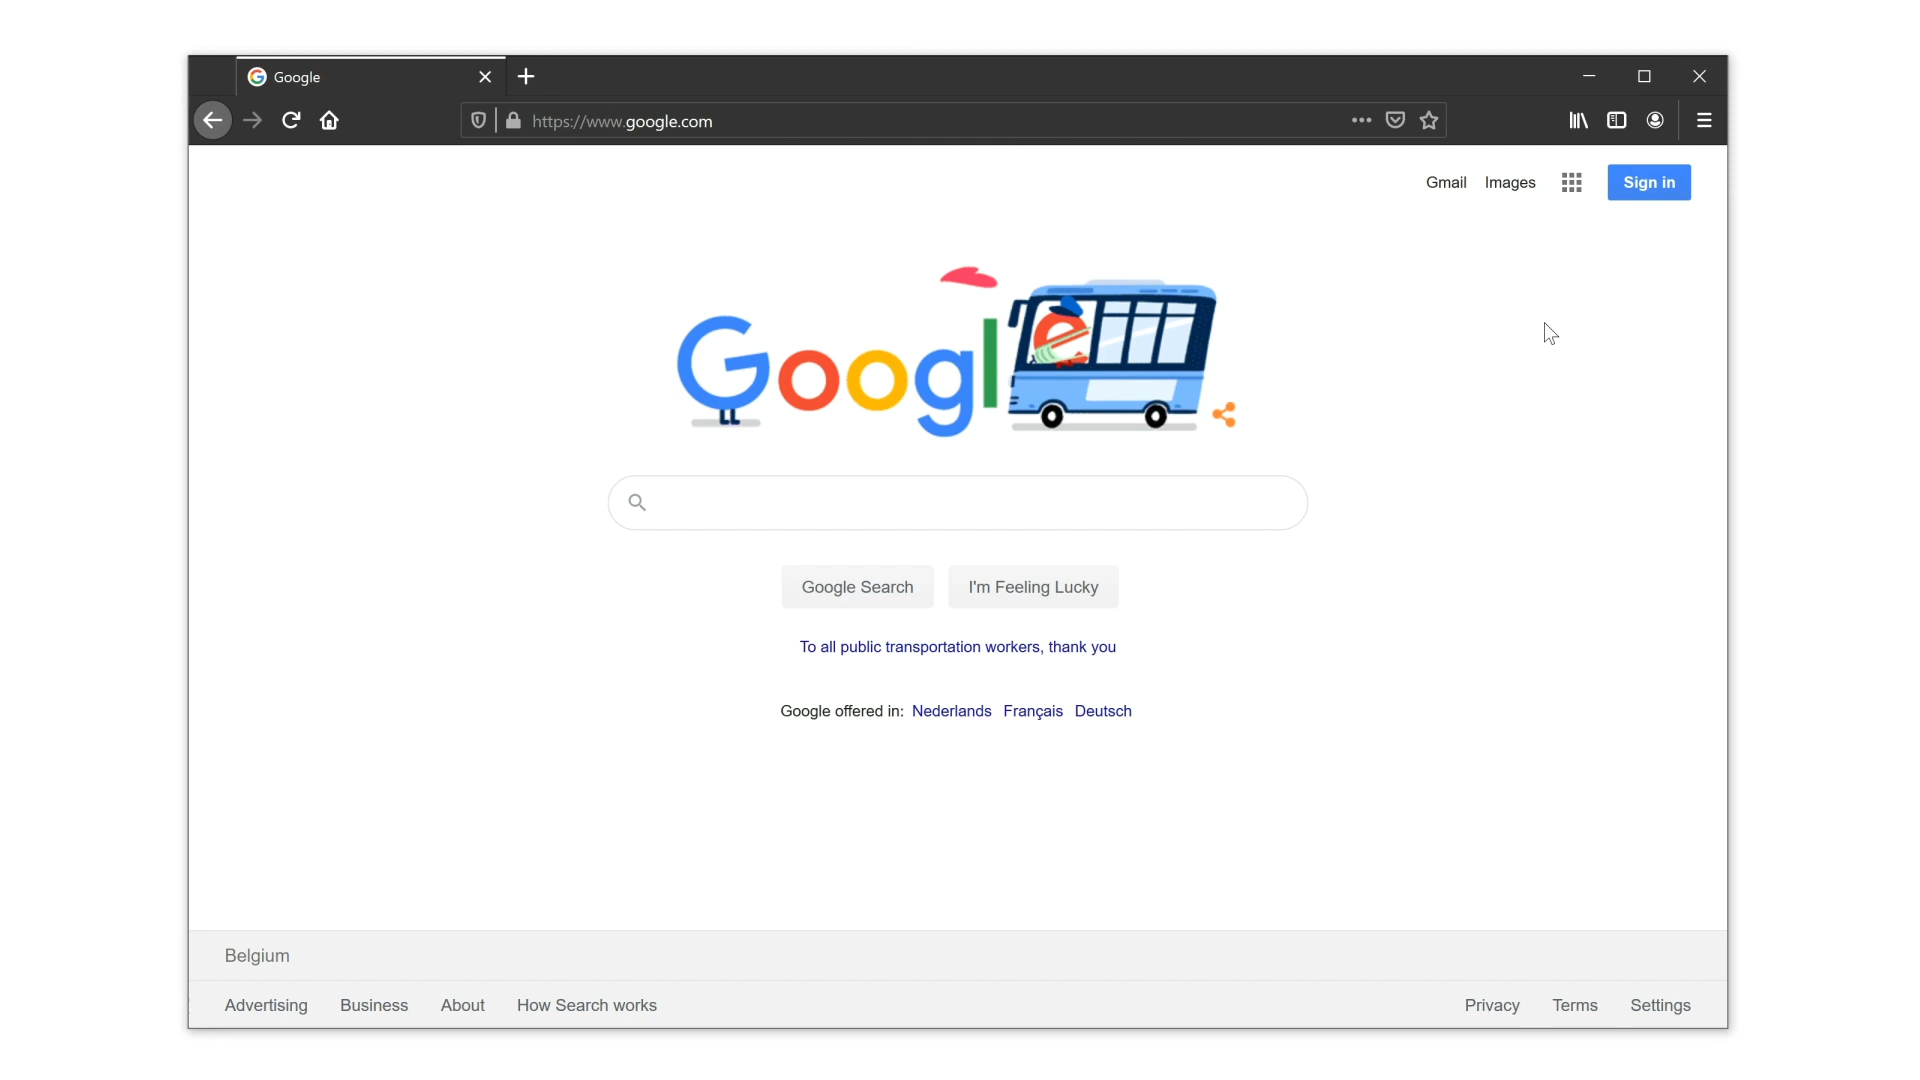 Google
https://www.google.com
Gmail Images Sign in
Google
Google Search I'm Feeling Lucky
To all public transportation workers, thank you
Google offered in: Nederlands Français Deutsch
Belgium
Advertising Business About How Search works Privacy Terms Settings